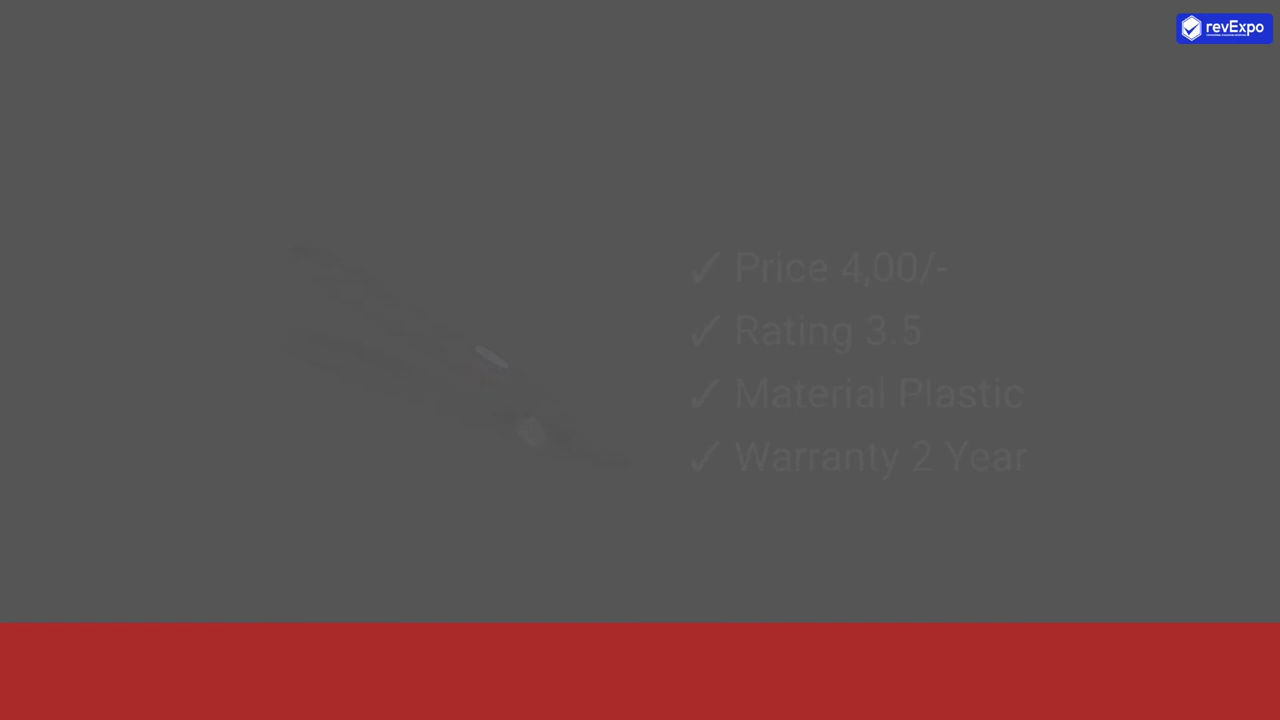 revExpo
✓ Price 4,00/-
✓ Rating 3.5
✓ Material Plastic
✓ Warranty 2 Year